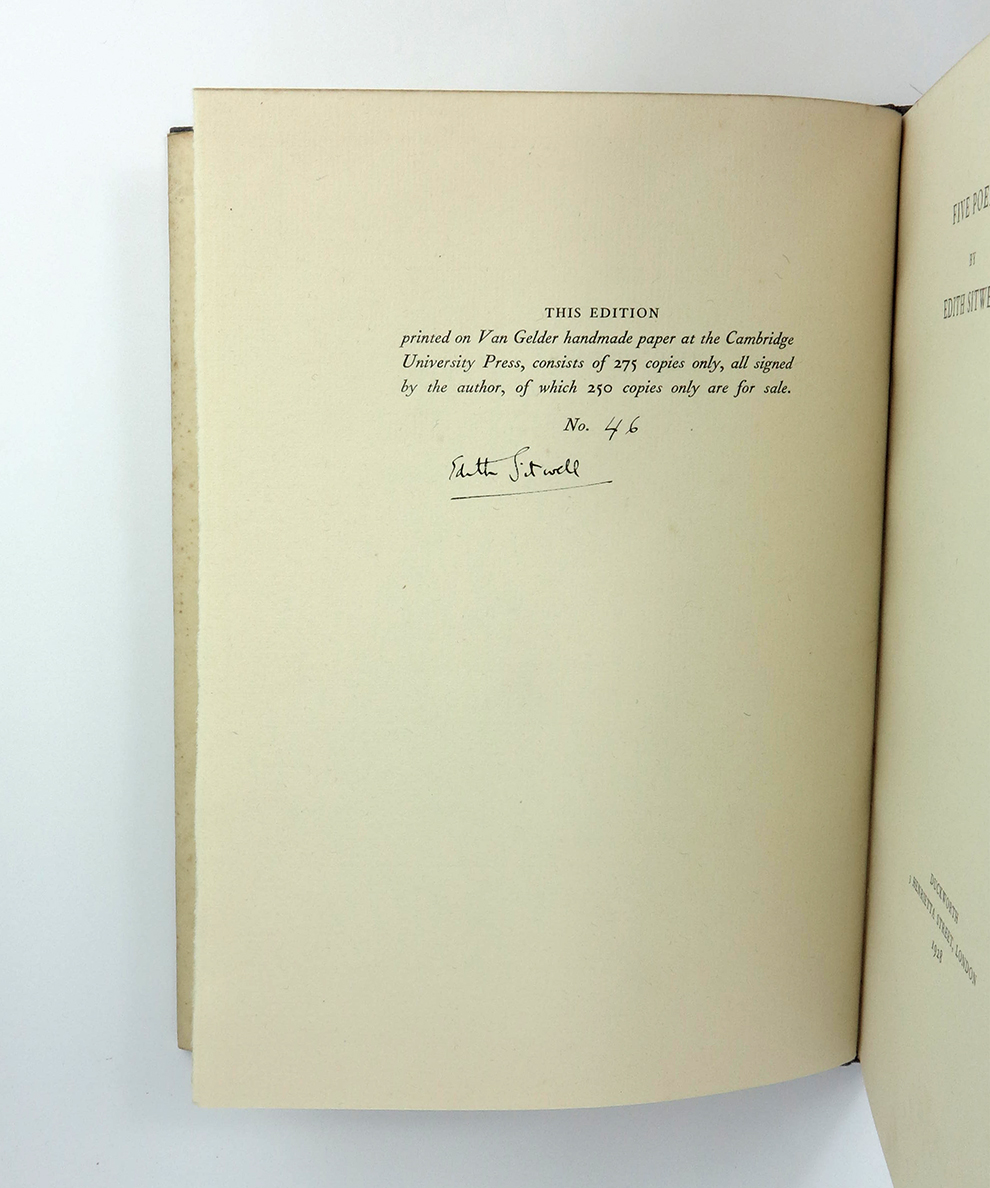 THIS EDITION
printed on Van Gelder handmade paper at the Cambridge
University Press, consists of 275 copies only, all signed
by the author, of which 250 copies only are for sale.
No. 46
Edith Sitwell
FIVE POE
BY
EDITH SITWE
DUCKWORTH
3 HENRIETTA STREET, LONDON
1928